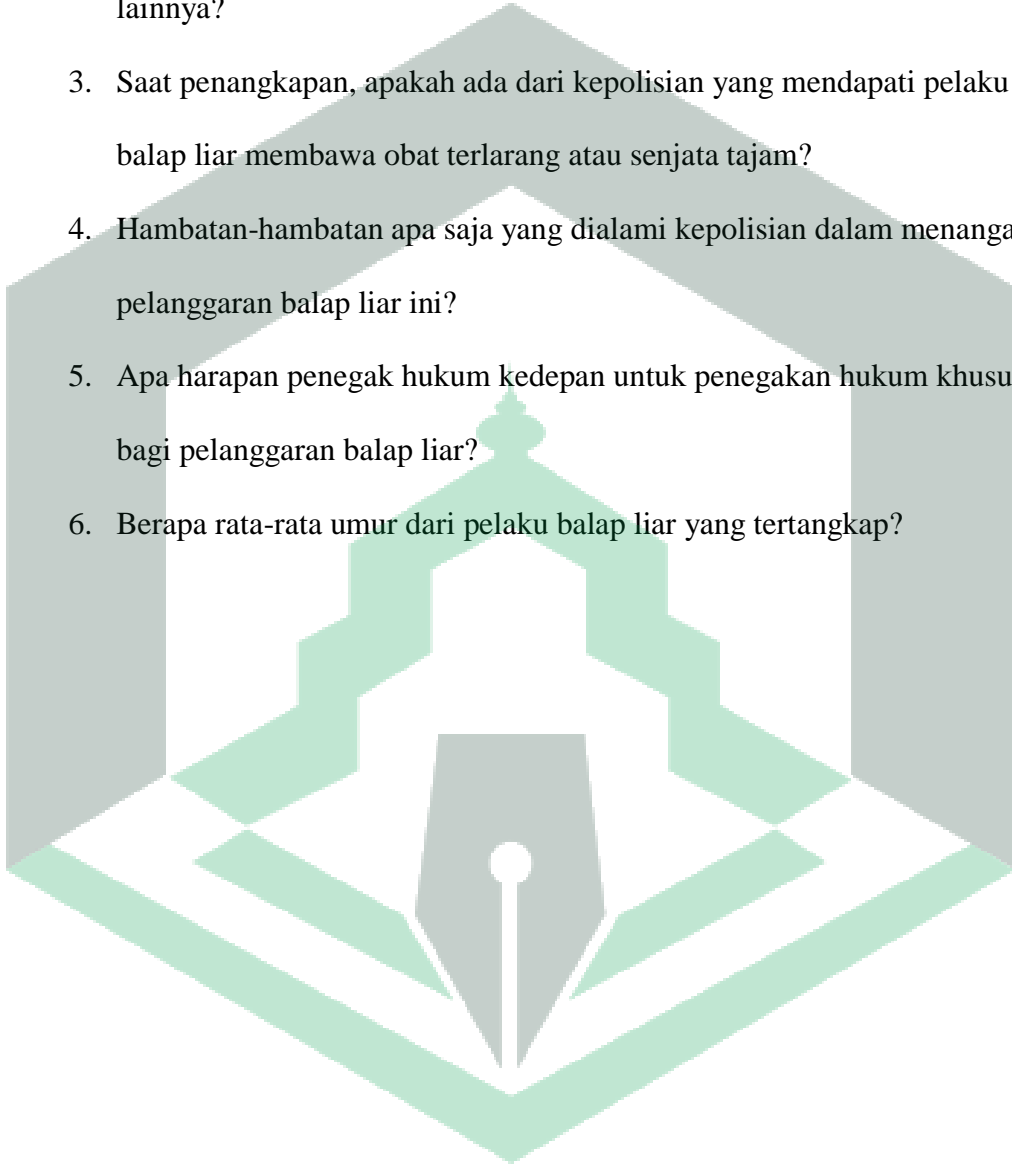 lainnya?
3. Saat penangkapan, apakah ada dari kepolisian yang mendapati pelaku
balap liar membawa obat terlarang atau senjata tajam?
4. Hambatan-hambatan apa saja yang dialami kepolisian dalam menanga
pelanggaran balap liar ini?
5. Apa harapan penegak hukum kedepan untuk penegakan hukum khusu
bagi pelanggaran balap liar?
6. Berapa rata-rata umur dari pelaku balap liar yang tertangkap?